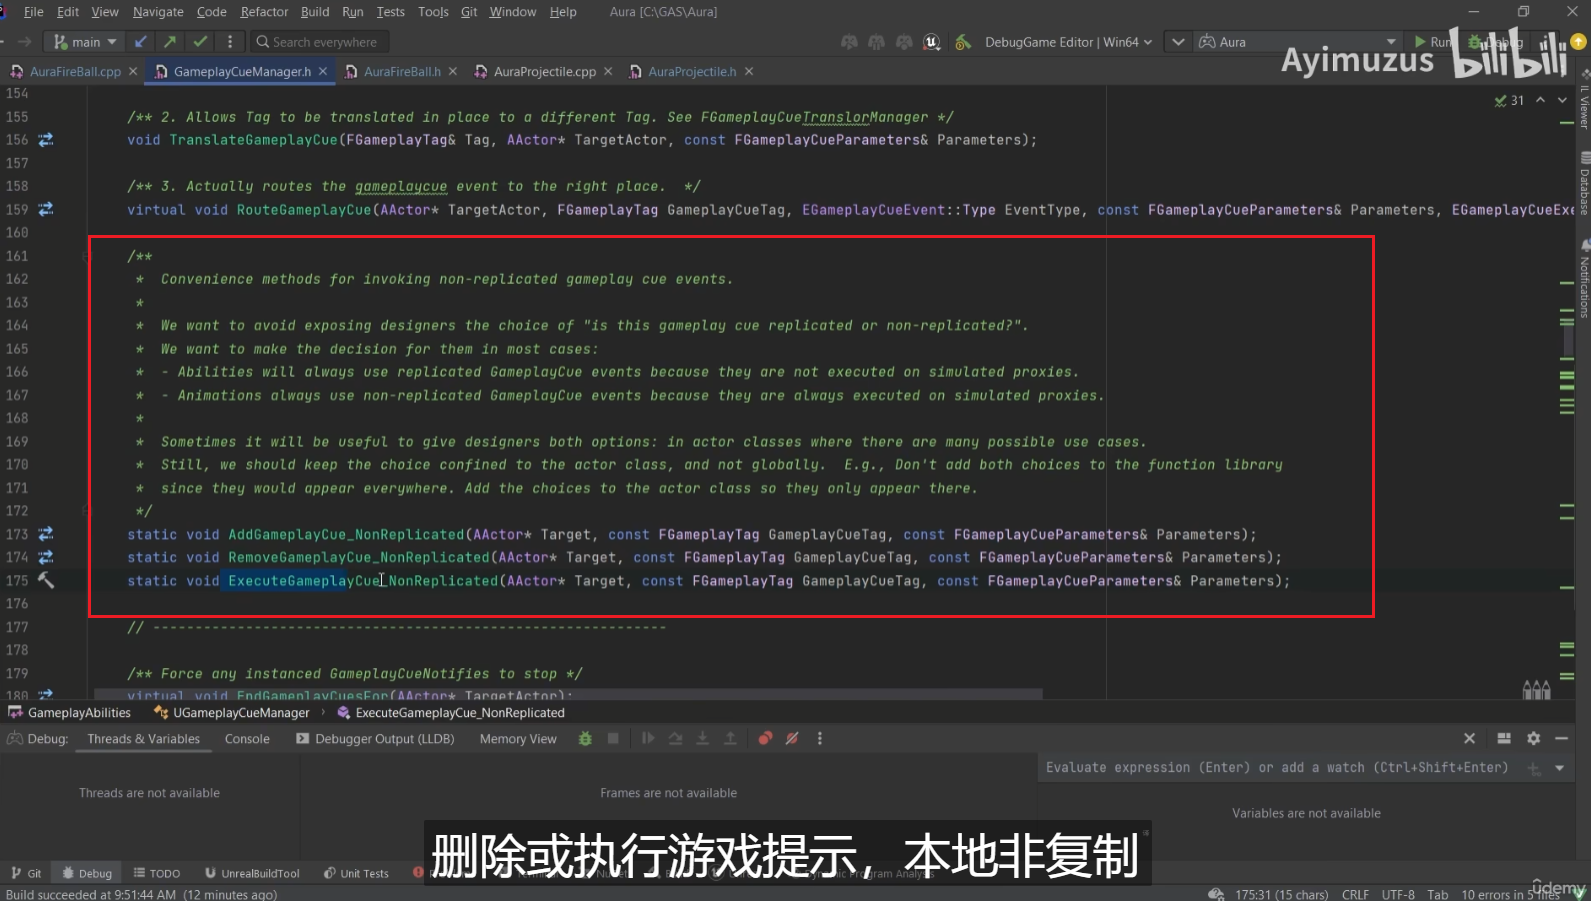 File Edit View Navigate Code Refactor Build Run Tests Tools Git Window Help Aura [C:\GAS\Aura]
main Search everywhere DebugGame Editor | Win64 Aura Run Debug
Ayimuzus bilibili
AuraFireBall.cpp GameplayCueManager.h AuraFireBall.h AuraProjectile.cpp AuraProjectile.h
31
IL Viewer
Database
Notifications
154
155 /** 2. Allows Tag to be translated in place to a different Tag. See FGameplayCueTranslorManager */
156 void TranslateGameplayCue(FGameplayTag& Tag, AActor* TargetActor, const FGameplayCueParameters& Parameters);
157
158 /** 3. Actually routes the gameplaycue event to the right place.  */
159 virtual void RouteGameplayCue(AActor* TargetActor, FGameplayTag GameplayCueTag, EGameplayCueEvent::Type EventType, const FGameplayCueParameters& Parameters, EGameplayCueExe
160
161 /**
162 *  Convenience methods for invoking non-replicated gameplay cue events.
163 *
164 *  We want to avoid exposing designers the choice of "is this gameplay cue replicated or non-replicated?".
165 *  We want to make the decision for them in most cases:
166 *  - Abilities will always use replicated GameplayCue events because they are not executed on simulated proxies.
167 *  - Animations always use non-replicated GameplayCue events because they are always executed on simulated proxies.
168 *
169 *  Sometimes it will be useful to give designers both options: in actor classes where there are many possible use cases.
170 *  Still, we should keep the choice confined to the actor class, and not globally.  E.g., Don't add both choices to the function library
171 *  since they would appear everywhere. Add the choices to the actor class so they only appear there.
172 */
173 static void AddGameplayCue_NonReplicated(AActor* Target, const FGameplayTag GameplayCueTag, const FGameplayCueParameters& Parameters);
174 static void RemoveGameplayCue_NonReplicated(AActor* Target, const FGameplayTag GameplayCueTag, const FGameplayCueParameters& Parameters);
175 static void ExecuteGameplayCue_NonReplicated(AActor* Target, const FGameplayTag GameplayCueTag, const FGameplayCueParameters& Parameters);
176
177 // -------------------------------------------------------------
178
179 /** Force any instanced GameplayCueNotifies to stop */
180 virtual void EndGameplayCuesFor(AActor* TargetActor);
GameplayAbilities UGameplayCueManager ExecuteGameplayCue_NonReplicated
Debug: Threads & Variables Console Debugger Output (LLDB) Memory View
Evaluate expression (Enter) or add a watch (Ctrl+Shift+Enter)
Threads are not available Frames are not available Variables are not available
删除或执行游戏提示，本地非复制
Git Debug TODO UnrealBuildTool Unit Tests Dynamic Program Analysis
Build succeeded at 9:51:44 AM (12 minutes ago) 175:31 (15 chars) CRLF UTF-8 Tab 10 errors in 5 files
udemy